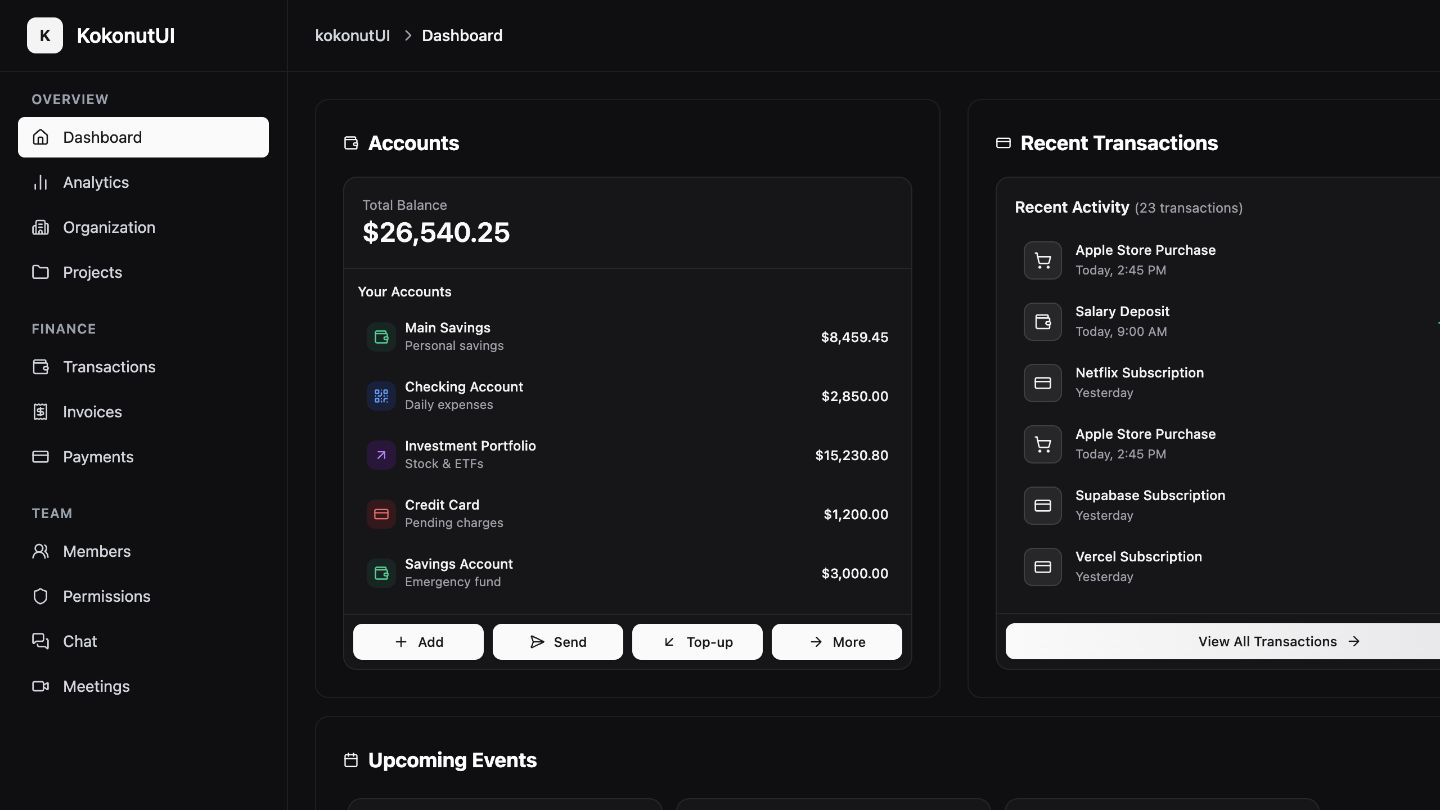 K KokonutUI
kokonutUI > Dashboard
OVERVIEW
Dashboard
Analytics
Organization
Projects
FINANCE
Transactions
Invoices
Payments
TEAM
Members
Permissions
Chat
Meetings
Accounts
Total Balance
$26,540.25
Your Accounts
Main Savings
Personal savings
$8,459.45
Checking Account
Daily expenses
$2,850.00
Investment Portfolio
Stock & ETFs
$15,230.80
Credit Card
Pending charges
$1,200.00
Savings Account
Emergency fund
$3,000.00
Add
Send
Top-up
More
Recent Transactions
Recent Activity (23 transactions)
Apple Store Purchase
Today, 2:45 PM
Salary Deposit
Today, 9:00 AM
Netflix Subscription
Yesterday
Apple Store Purchase
Today, 2:45 PM
Supabase Subscription
Yesterday
Vercel Subscription
Yesterday
View All Transactions
Upcoming Events